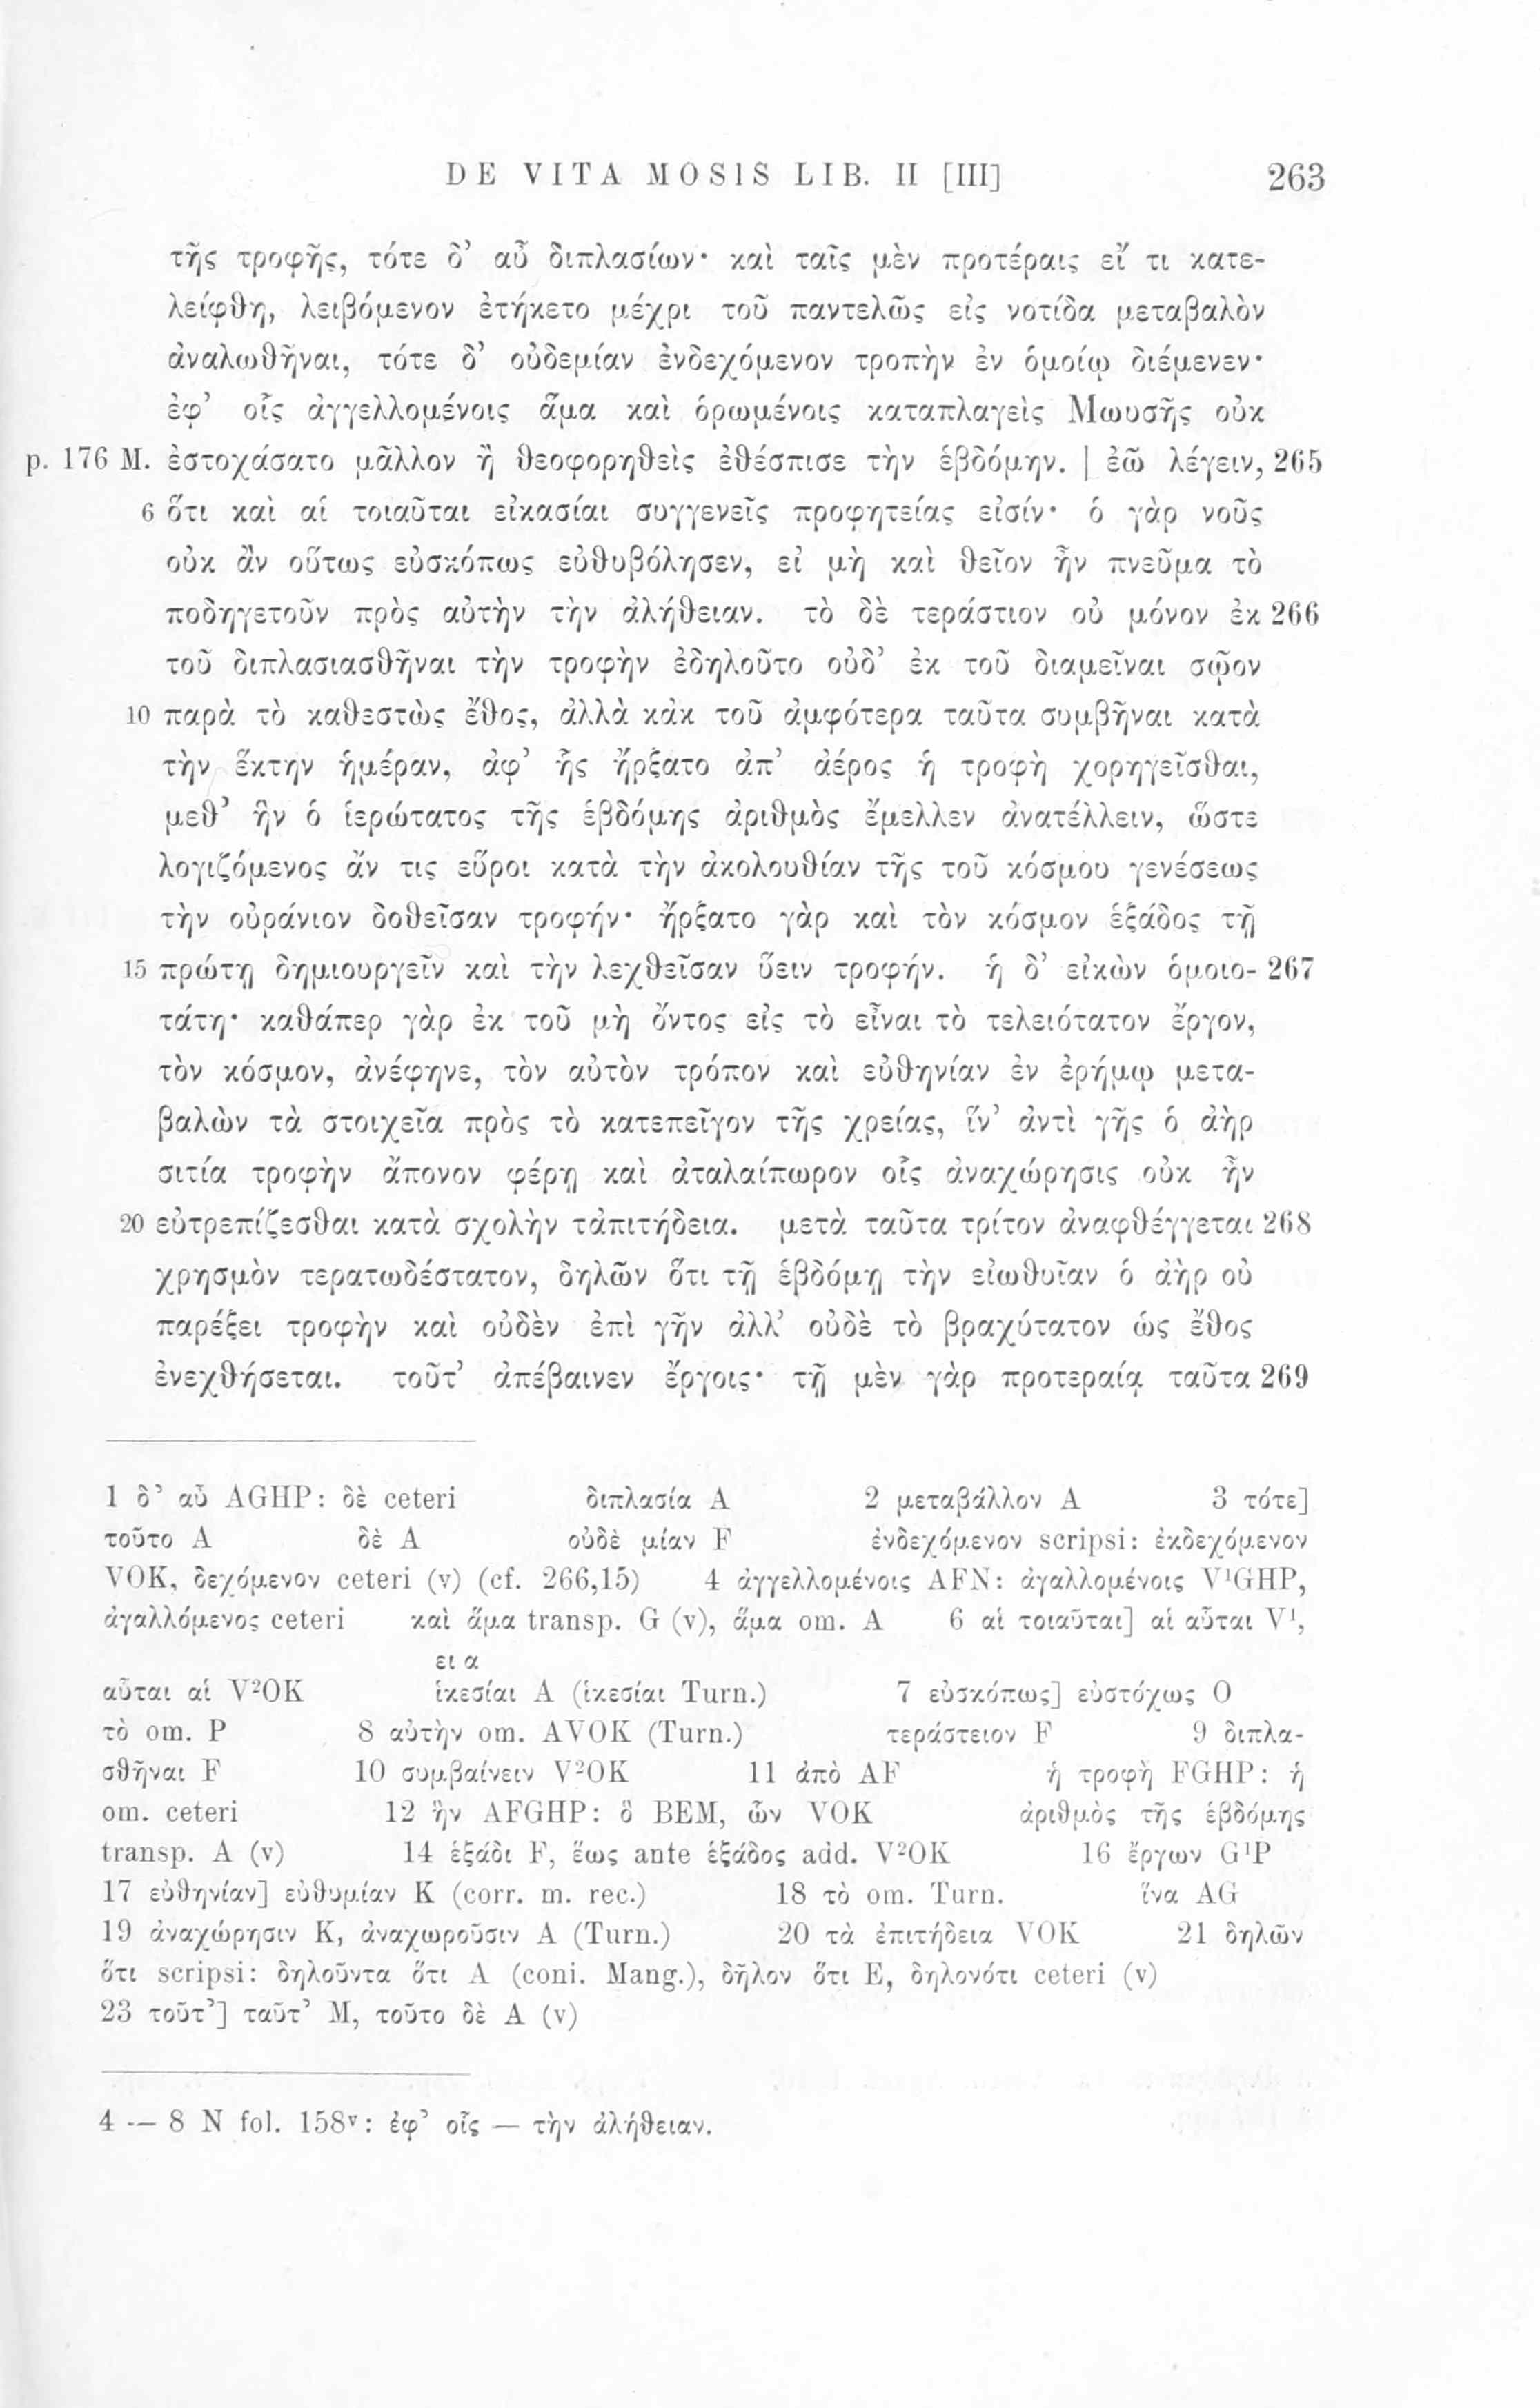 DE VITA MOSIS LIB. II [III] 263
τῆς τροφῆς, τότε δ’ αὖ διπλασίων· καὶ ταῖς μὲν προτέραις εἴ τι κατε-
λείφθη, λειβόμενον ἐτήκετο μέχρι τοῦ παντελῶς εἰς νοτίδα μεταβαλὸν
ἀναλωθῆναι, τότε δ’ οὐδεμίαν ἐνδεχόμενον τροπὴν ἐν ὁμοίῳ διέμενεν·
ἐφ’ οἷς ἀγγελλομένοις ἅμα καὶ ὁρωμένοις καταπλαγεὶς Μωυσῆς οὐκ
p. 176 M. ἐστοχάσατο μᾶλλον ἢ θεοφορηθεὶς ἐθέσπισε τὴν ἑβδόμην. | ἐῶ λέγειν, 265
6 ὅτι καὶ αἱ τοιαῦται εἰκασίαι συγγενεῖς προφητείας εἰσίν· ὁ γὰρ νοῦς
οὐκ ἂν οὕτως εὐσκόπως εὐθυβόλησεν, εἰ μὴ καὶ θεῖον ἦν πνεῦμα τὸ
ποδηγετοῦν πρὸς αὐτὴν τὴν ἀλήθειαν. τὸ δὲ τεράστιον οὐ μόνον ἐκ 266
τοῦ διπλασιασθῆναι τὴν τροφὴν ἐδηλοῦτο οὐδ’ ἐκ τοῦ διαμεῖναι σῷον
10 παρὰ τὸ καθεστὼς ἔθος, ἀλλὰ κἀκ τοῦ ἀμφότερα ταῦτα συμβῆναι κατὰ
τὴν ἕκτην ἡμέραν, ἀφ’ ἧς ἤρξατο ἀπ’ ἀέρος ἡ τροφὴ χορηγεῖσθαι,
μεθ’ ἣν ὁ ἱερώτατος τῆς ἑβδόμης ἀριθμὸς ἔμελλεν ἀνατέλλειν, ὥστε
λογιζόμενος ἄν τις εὕροι κατὰ τὴν ἀκολουθίαν τῆς τοῦ κόσμου γενέσεως
τὴν οὐράνιον δοθεῖσαν τροφήν· ἤρξατο γὰρ καὶ τὸν κόσμον ἑξάδος τῇ
15 πρώτῃ δημιουργεῖν καὶ τὴν λεχθεῖσαν ὕειν τροφήν. ἡ δ’ εἰκὼν ὁμοιο- 267
τάτη· καθάπερ γὰρ ἐκ τοῦ μὴ ὄντος εἰς τὸ εἶναι τὸ τελειότατον ἔργον,
τὸν κόσμον, ἀνέφηνε, τὸν αὐτὸν τρόπον καὶ εὐθηνίαν ἐν ἐρήμῳ μετα-
βαλὼν τὰ στοιχεῖα πρὸς τὸ κατεπεῖγον τῆς χρείας, ἵν’ ἀντὶ γῆς ὁ ἀὴρ
σιτία τροφὴν ἄπονον φέρῃ καὶ ἀταλαίπωρον οἷς ἀναχώρησις οὐκ ἦν
20 εὐτρεπίζεσθαι κατὰ σχολὴν τἀπιτήδεια. μετὰ ταῦτα τρίτον ἀναφθέγγεται 268
χρησμὸν τερατωδέστατον, δηλῶν ὅτι τῇ ἑβδόμῃ τὴν εἰωθυῖαν ὁ ἀὴρ οὐ
παρέξει τροφὴν καὶ οὐδὲν ἐπὶ γῆν ἀλλ’ οὐδὲ τὸ βραχύτατον ὡς ἔθος
ἐνεχθήσεται. τοῦτ’ ἀπέβαινεν ἔργοις· τῇ μὲν γὰρ προτεραίᾳ ταῦτα 269
1 δ’ αὖ AGHP: δὲ ceteri διπλασία A 2 μεταβάλλον A 3 τότε]
τοῦτο A δὲ A οὐδὲ μίαν F ἐνδεχόμενον scripsi: ἐκδεχόμενον
VOK, δεχόμενον ceteri (v) (cf. 266,15) 4 ἀγγελλομένοις AFN: ἀγαλλομένοις V¹GHP,
ἀγαλλόμενος ceteri καὶ ἅμα transp. G (v), ἅμα om. A 6 αἱ τοιαῦται] αἱ αὗται V¹,
ει α
αὗται αἱ V²OK ἱκεσίαι A (ἱκεσίαι Turn.) 7 εὐσκόπως] εὐστόχως O
τὸ om. P 8 αὐτὴν om. AVOK (Turn.) τεράστειον F 9 διπλα-
σθῆναι F 10 συμβαίνειν V²OK 11 ἀπὸ AF ἡ τροφὴ FGHP: ἡ
om. ceteri 12 ἣν AFGHP: ὃ BEM, ὧν VOK ἀριθμὸς τῆς ἑβδόμης
transp. A (v) 14 ἑξάδι F, ἕως ante ἑξάδος add. V²OK 16 ἔργων G¹P
17 εὐθηνίαν] εὐθυμίαν K (corr. m. rec.) 18 τὸ om. Turn. ἵνα AG
19 ἀναχώρησιν K, ἀναχωροῦσιν A (Turn.) 20 τὰ ἐπιτήδεια VOK 21 δηλῶν
ὅτι scripsi: δηλοῦντα ὅτι A (coni. Mang.), δῆλον ὅτι E, δηλονότι ceteri (v)
23 τοῦτ’] ταῦτ’ M, τοῦτο δὲ A (v)
4 — 8 N fol. 158ᵛ: ἐφ’ οἷς — τὴν ἀλήθειαν.